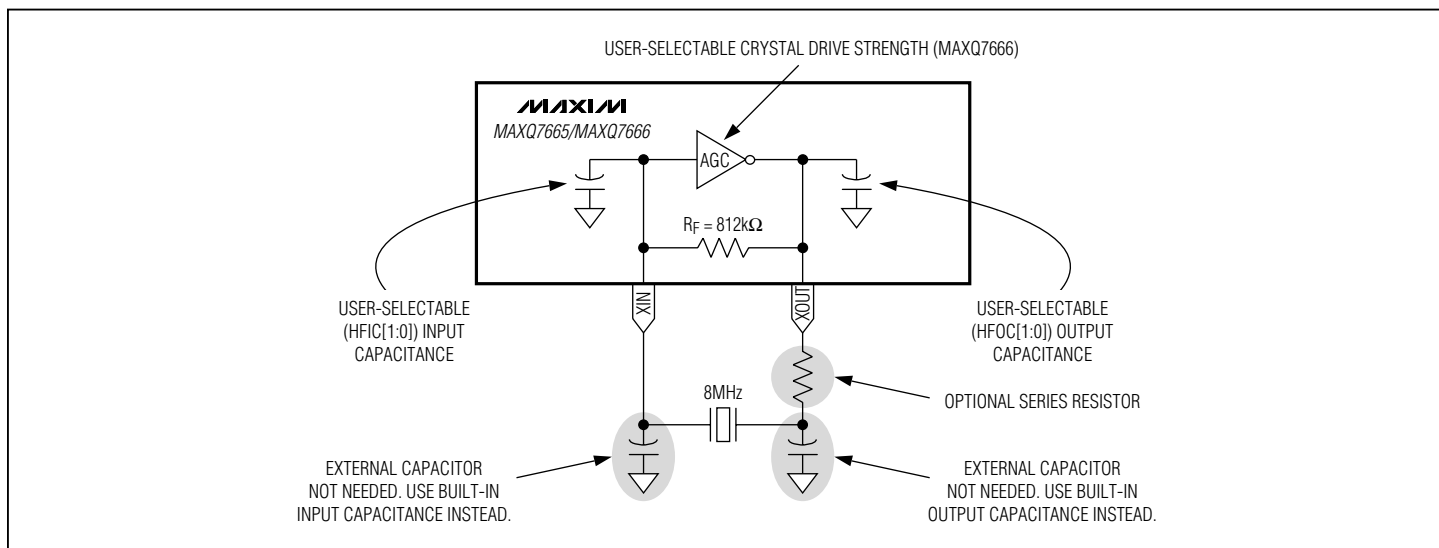 USER-SELECTABLE CRYSTAL DRIVE STRENGTH (MAXQ7666)
MAXIM
MAXQ7665/MAXQ7666
AGC
RF = 812kΩ
XIN
XOUT
USER-SELECTABLE
(HFIC[1:0]) INPUT
CAPACITANCE
USER-SELECTABLE
(HFOC[1:0]) OUTPUT
CAPACITANCE
8MHz
OPTIONAL SERIES RESISTOR
EXTERNAL CAPACITOR
NOT NEEDED. USE BUILT-IN
INPUT CAPACITANCE INSTEAD.
EXTERNAL CAPACITOR
NOT NEEDED. USE BUILT-IN
OUTPUT CAPACITANCE INSTEAD.